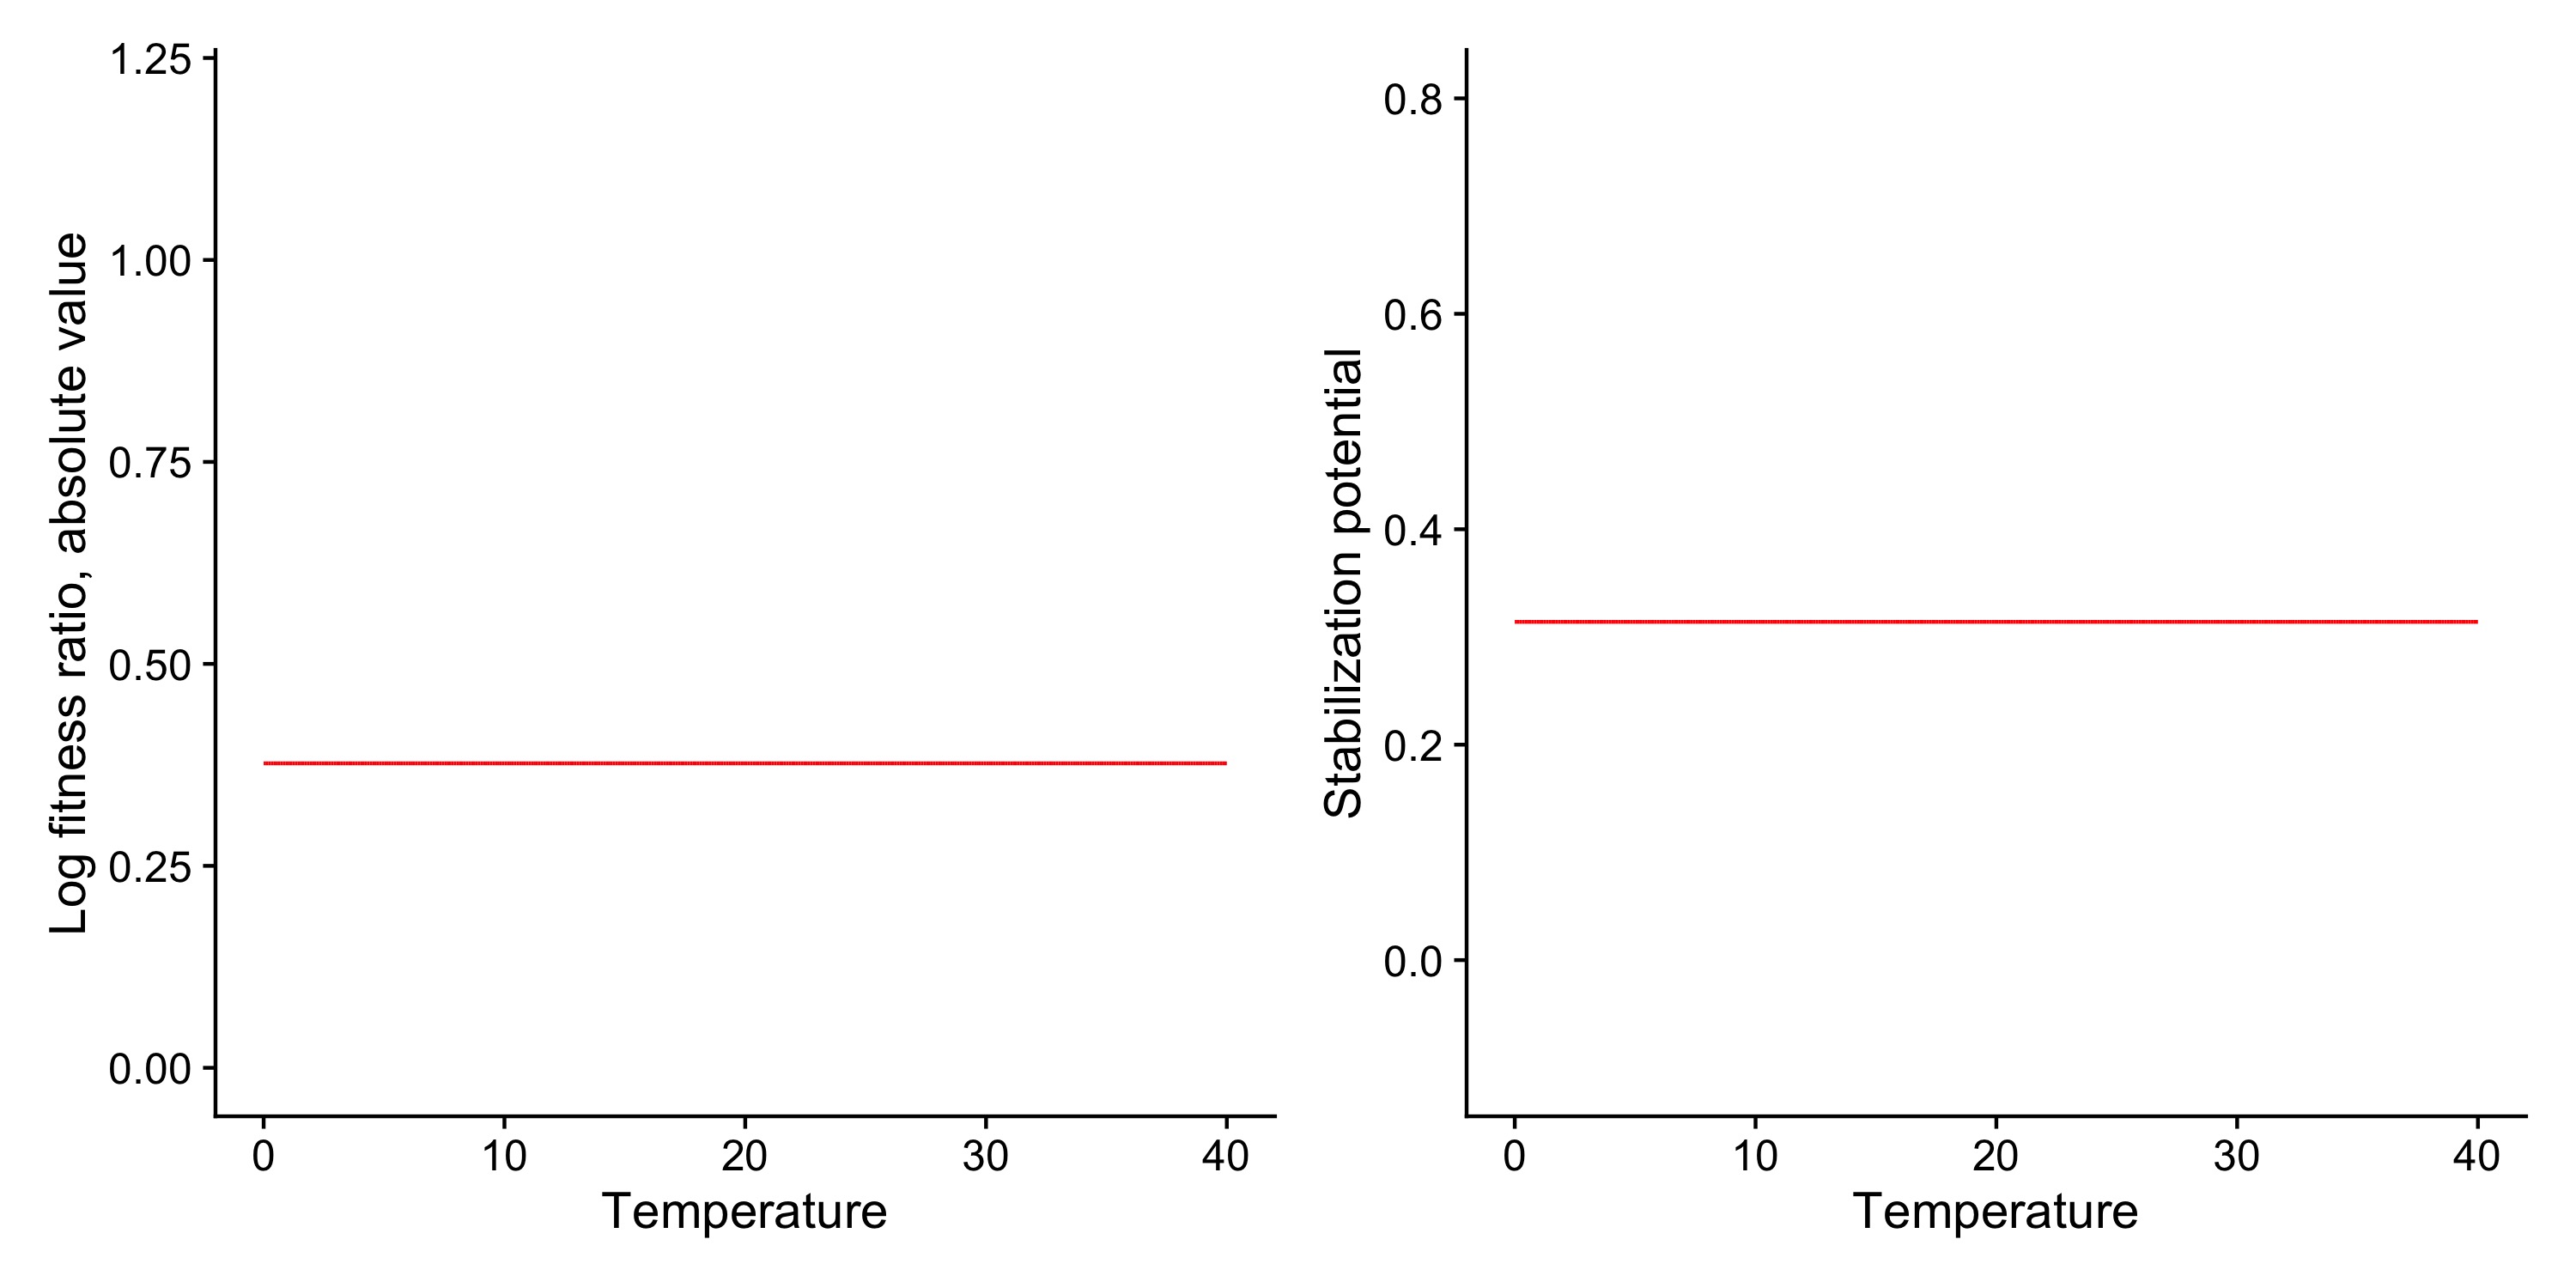 Log fitness ratio, absolute value
1.25
1.00
0.75
0.50
0.25
0.00
0 10 20 30 40
Temperature
Stabilization potential
0.8
0.6
0.4
0.2
0.0
0 10 20 30 40
Temperature